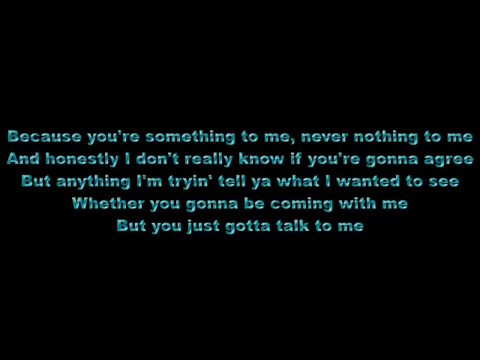 Because you're something to me, never nothing to me
And honestly I don't really know if you're gonna agree
But anything I'm tryin' tell ya what I wanted to see
Whether you gonna be coming with me
But you just gotta talk to me